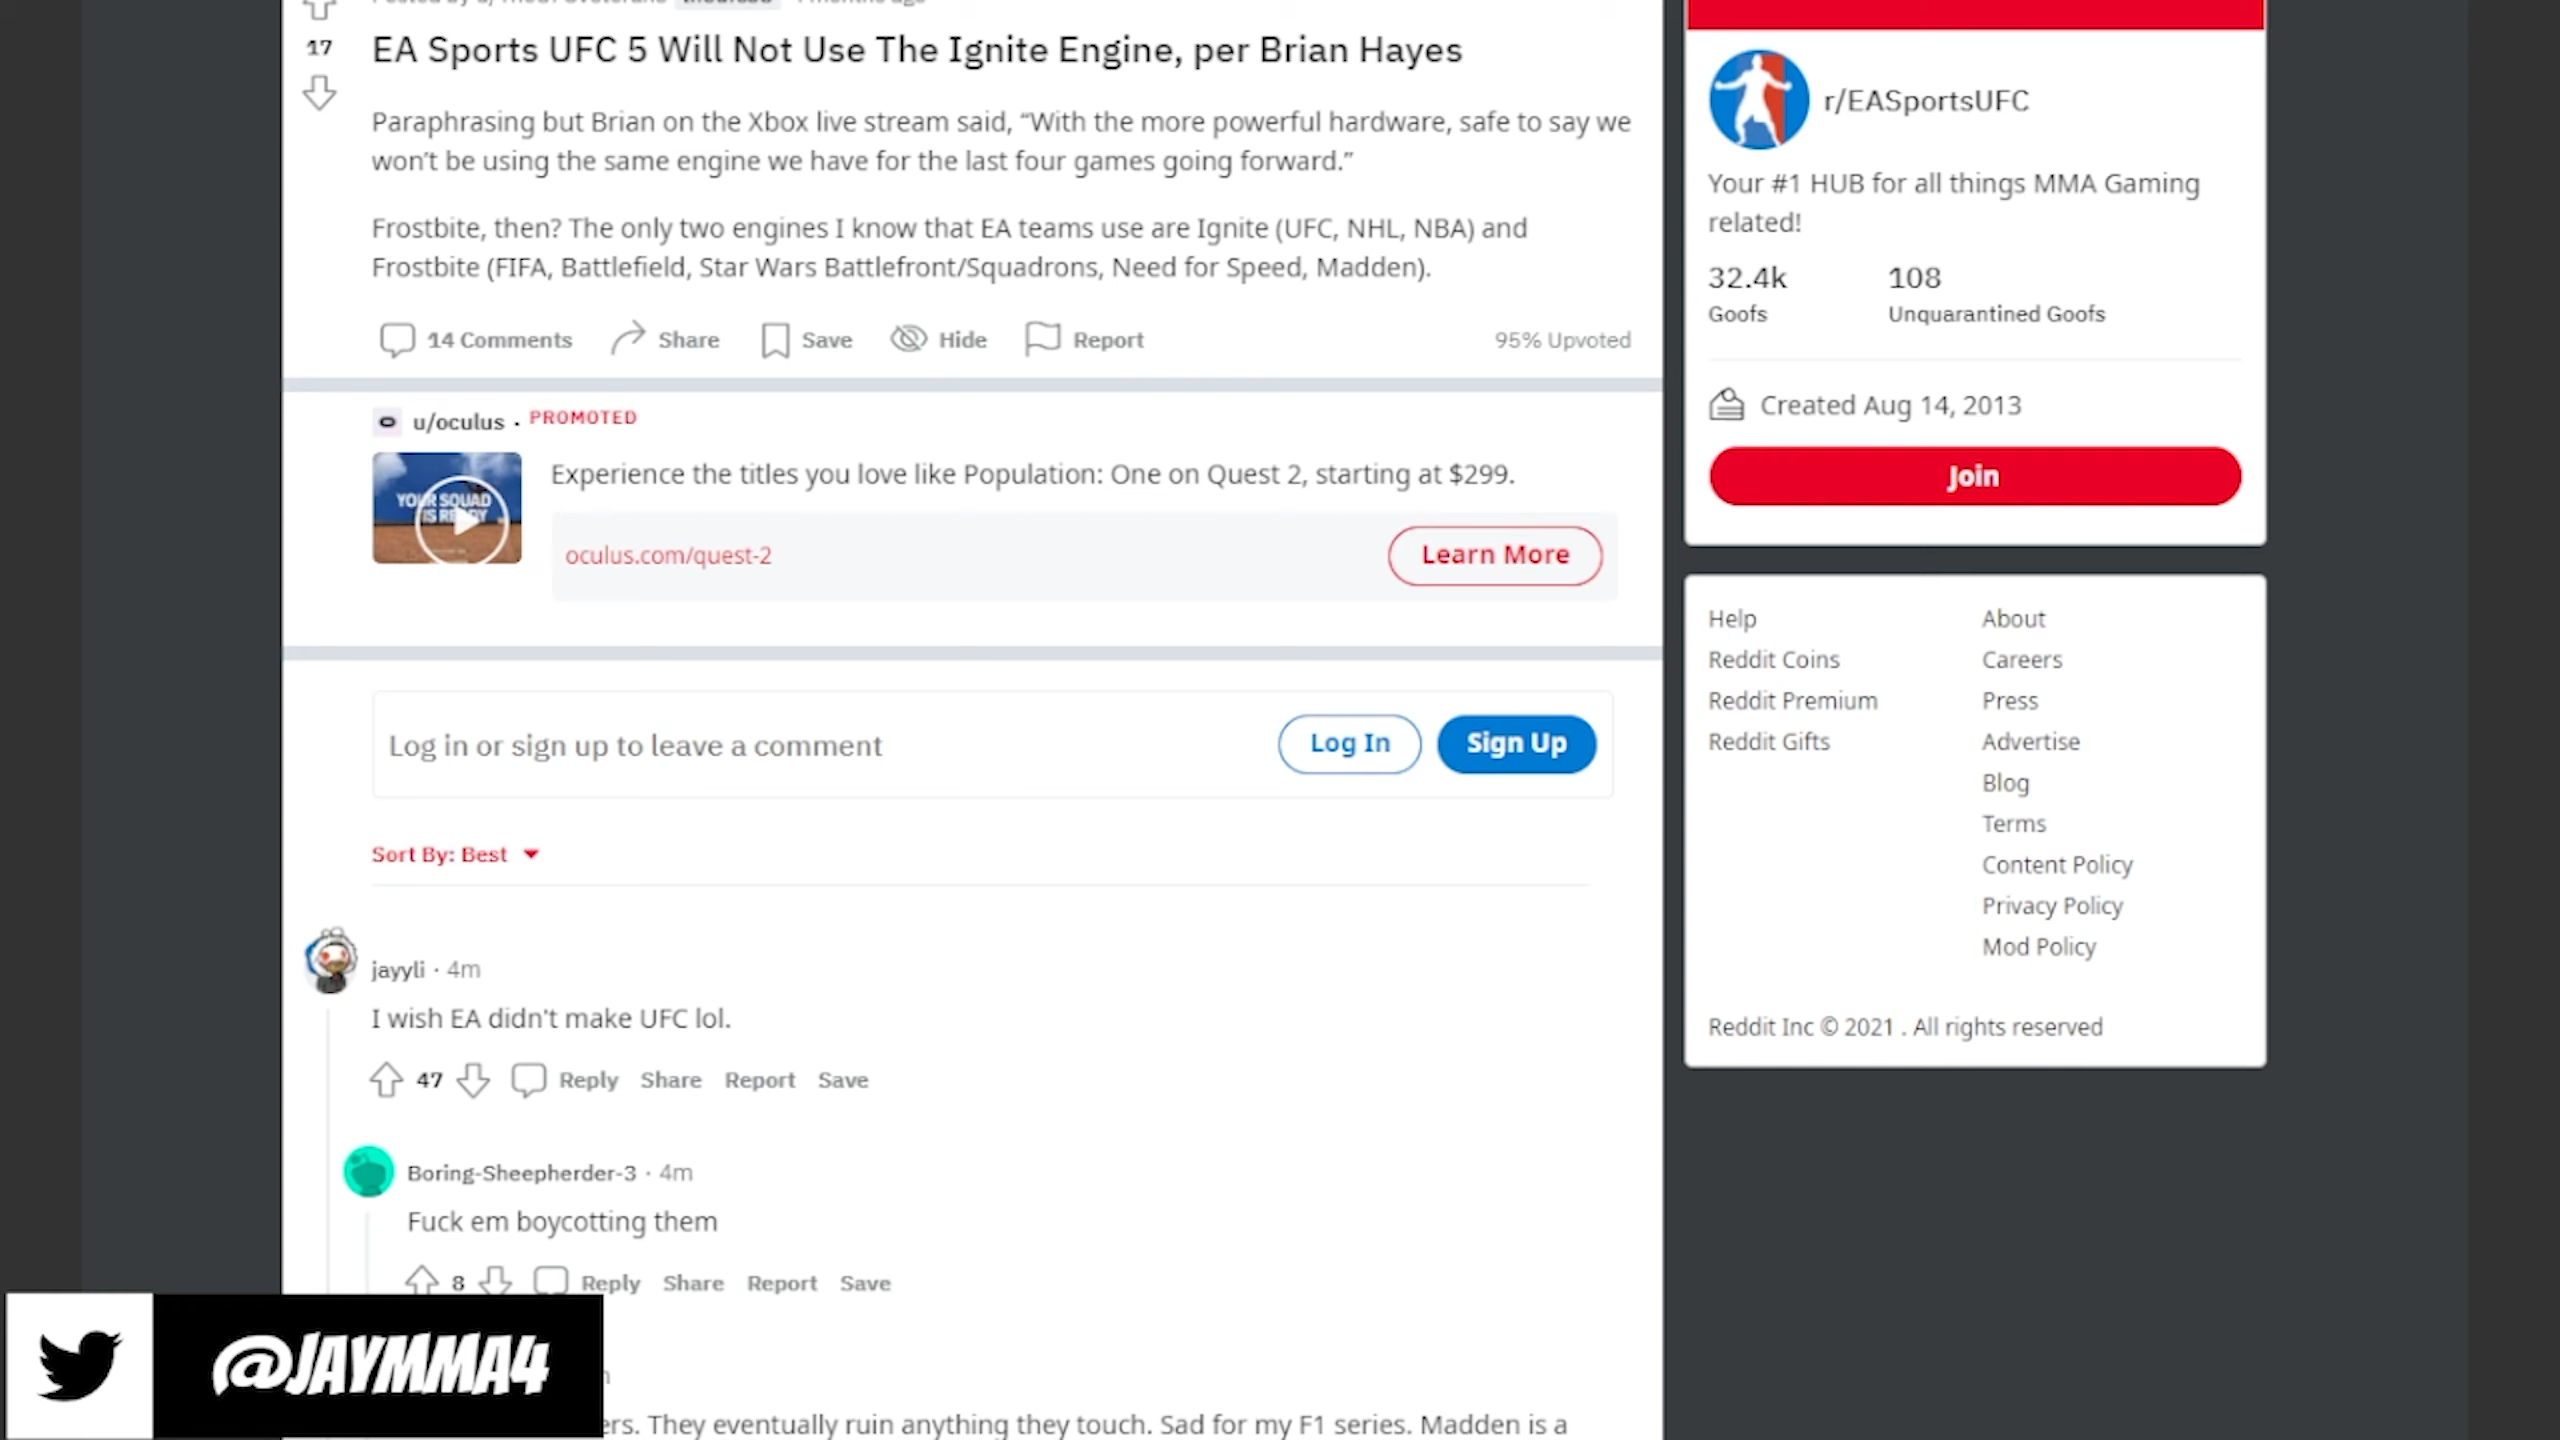 17
EA Sports UFC 5 Will Not Use The Ignite Engine, per Brian Hayes
Paraphrasing but Brian on the Xbox live stream said, “With the more powerful hardware, safe to say we
won’t be using the same engine we have for the last four games going forward.”
Frostbite, then? The only two engines I know that EA teams use are Ignite (UFC, NHL, NBA) and
Frostbite (FIFA, Battlefield, Star Wars Battlefront/Squadrons, Need for Speed, Madden).
14 Comments Share Save Hide Report 95% Upvoted
u/oculus · PROMOTED
YOUR SQUAD
IS READY
Experience the titles you love like Population: One on Quest 2, starting at $299.
oculus.com/quest-2 Learn More
Log in or sign up to leave a comment Log In Sign Up
Sort By: Best
jayyli · 4m
I wish EA didn't make UFC lol.
47 Reply Share Report Save
Boring-Sheepherder-3 · 4m
Fuck em boycotting them
8 Reply Share Report Save
ers. They eventually ruin anything they touch. Sad for my F1 series. Madden is a
@JAYMMA4
r/EASportsUFC
Your #1 HUB for all things MMA Gaming
related!
32.4k 108
Goofs Unquarantined Goofs
Created Aug 14, 2013
Join
Help About
Reddit Coins Careers
Reddit Premium Press
Reddit Gifts Advertise
Blog
Terms
Content Policy
Privacy Policy
Mod Policy
Reddit Inc © 2021 . All rights reserved